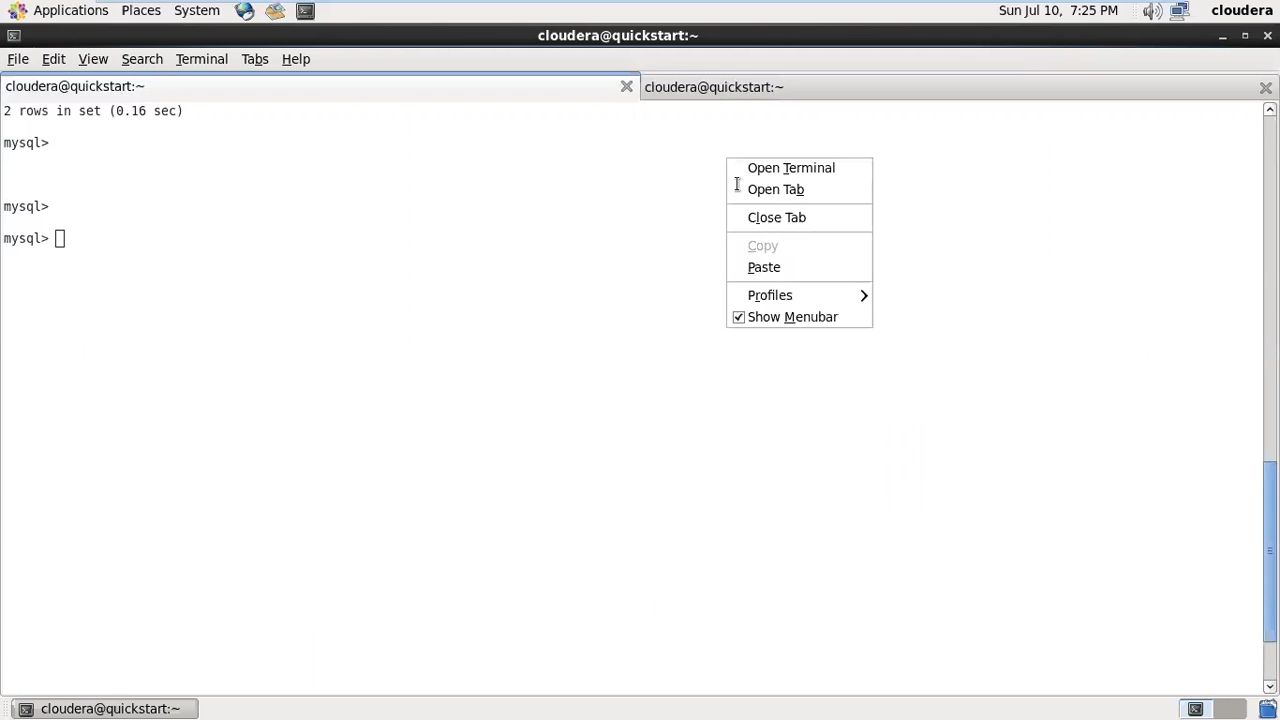 Applications Places System Sun Jul 10, 7:25 PM cloudera
cloudera@quickstart:~
File Edit View Search Terminal Tabs Help
cloudera@quickstart:~ cloudera@quickstart:~
2 rows in set (0.16 sec)
mysql>
mysql>
mysql>
Open Terminal
Open Tab
Close Tab
Copy
Paste
Profiles
Show Menubar
cloudera@quickstart:~